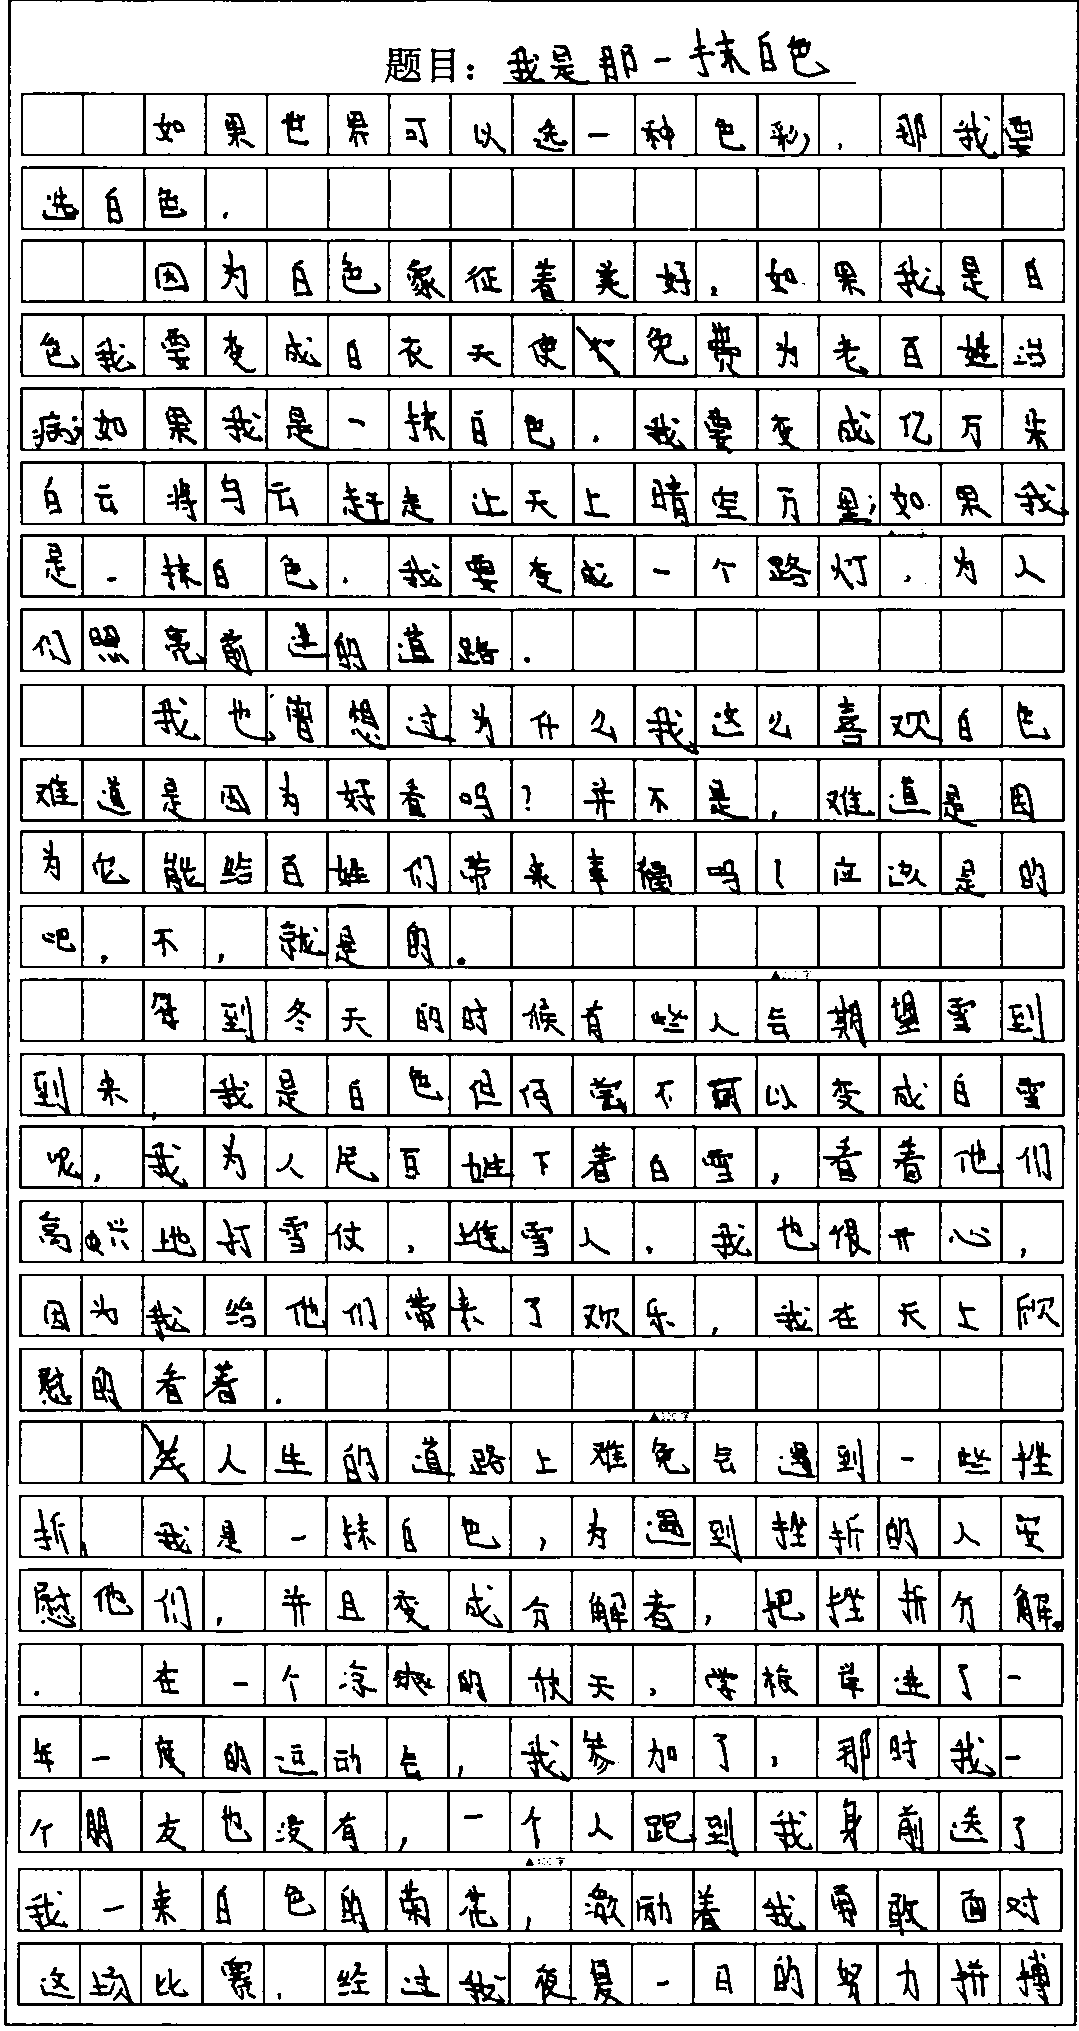 题目：我是那一抹白色
如果世界可以选一种色彩，那我要
选白色．
因为白色象征着美好．如果我是白
色我要变成白衣天使免费为老百姓治
病；如果我是一抹白色．我要变成亿万朵
白云将乌云赶走让天上晴空万里；如果我
是一抹白色．我要变成一个路灯，为人
们照亮前进的道路．
我也曾想过为什么我这么喜欢白色
难道是因为好看吗？并不是，难道是因
为它能给百姓们带来幸福吗！应该是的
吧，不，就是的．
每到冬天的时候有些人会期望雪到
到来，我是白色但何尝不可以变成白雪
呢，我为人民百姓下着白雪，看着他们
高兴地打雪仗，堆雪人．我也很开心，
因为我给他们带来了欢乐，我在天上欣
慰的看着．
人生的道路上难免会遇到一些挫
折，我是一抹白色，为遇到挫折的人安
慰他们，并且变成分解者，把挫折分解．
．在一个凉爽的秋天，学校举进了一
年一度的运动会，我参加了，那时我一
个朋友也没有，一个人跑到我身前送了
我一束白色的菊花，激励着我勇敢面对
这场比赛．经过我夜复一日的努力拼搏